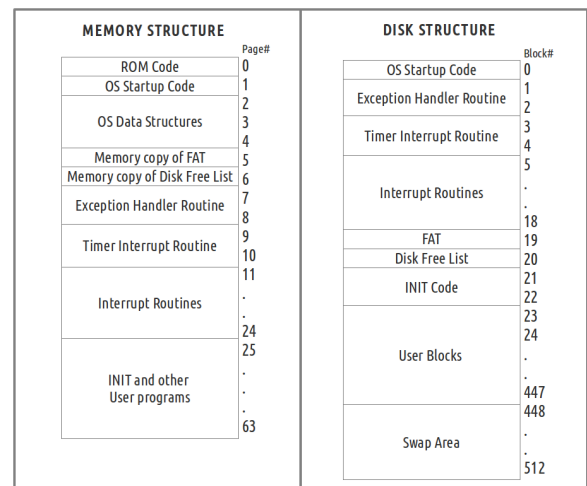 MEMORY STRUCTURE
Page#
ROM Code 0
OS Startup Code 1
2
OS Data Structures 3
4
Memory copy of FAT 5
Memory copy of Disk Free List 6
7
Exception Handler Routine
8
9
Timer Interrupt Routine
10
11
.
Interrupt Routines
.
24
25
.
INIT and other
.
User programs
.
63
DISK STRUCTURE
Block#
OS Startup Code 0
1
Exception Handler Routine
2
3
Timer Interrupt Routine
4
5
.
Interrupt Routines
.
18
FAT 19
Disk Free List 20
21
INIT Code
22
23
24
User Blocks .
.
447
448
.
Swap Area
.
512